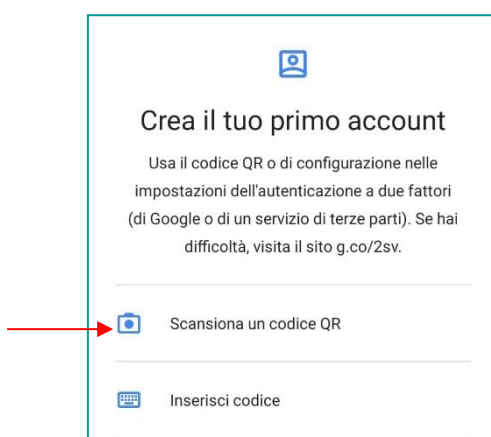 Crea il tuo primo account
Usa il codice QR o di configurazione nelle
impostazioni dell'autenticazione a due fattori
(di Google o di un servizio di terze parti). Se hai
difficoltà, visita il sito g.co/2sv.
Scansiona un codice QR
Inserisci codice